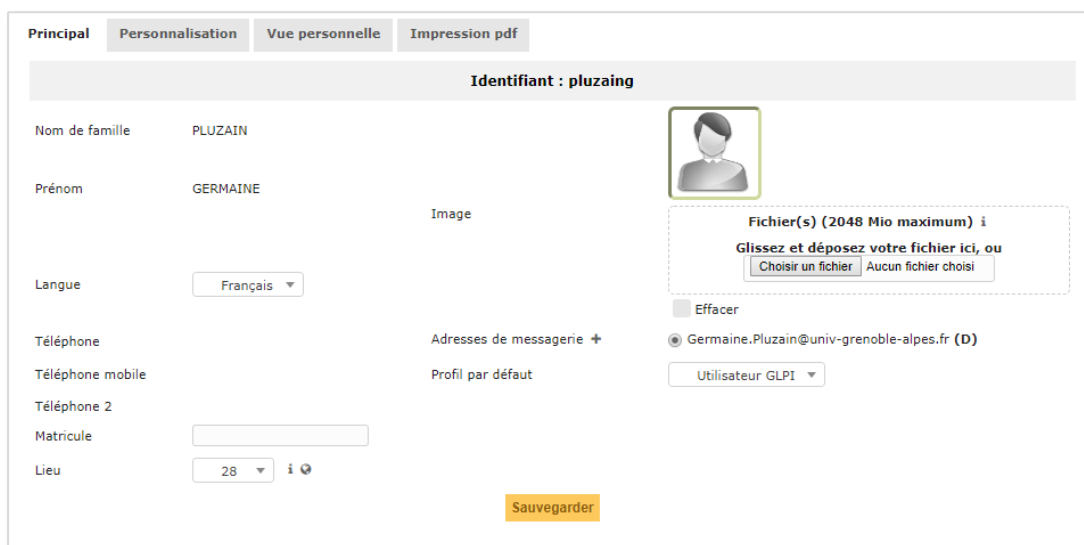 Principal Personnalisation Vue personnelle Impression pdf
Identifiant : pluzaing
Nom de famille PLUZAIN
Prénom GERMAINE
Image
Fichier(s) (2048 Mio maximum) i
Glissez et déposez votre fichier ici, ou
Choisir un fichier Aucun fichier choisi
Langue Français
Effacer
Téléphone Adresses de messagerie + Germaine.Pluzain@univ-grenoble-alpes.fr (D)
Téléphone mobile Profil par défaut Utilisateur GLPI
Téléphone 2
Matricule
Lieu 28 i
Sauvegarder